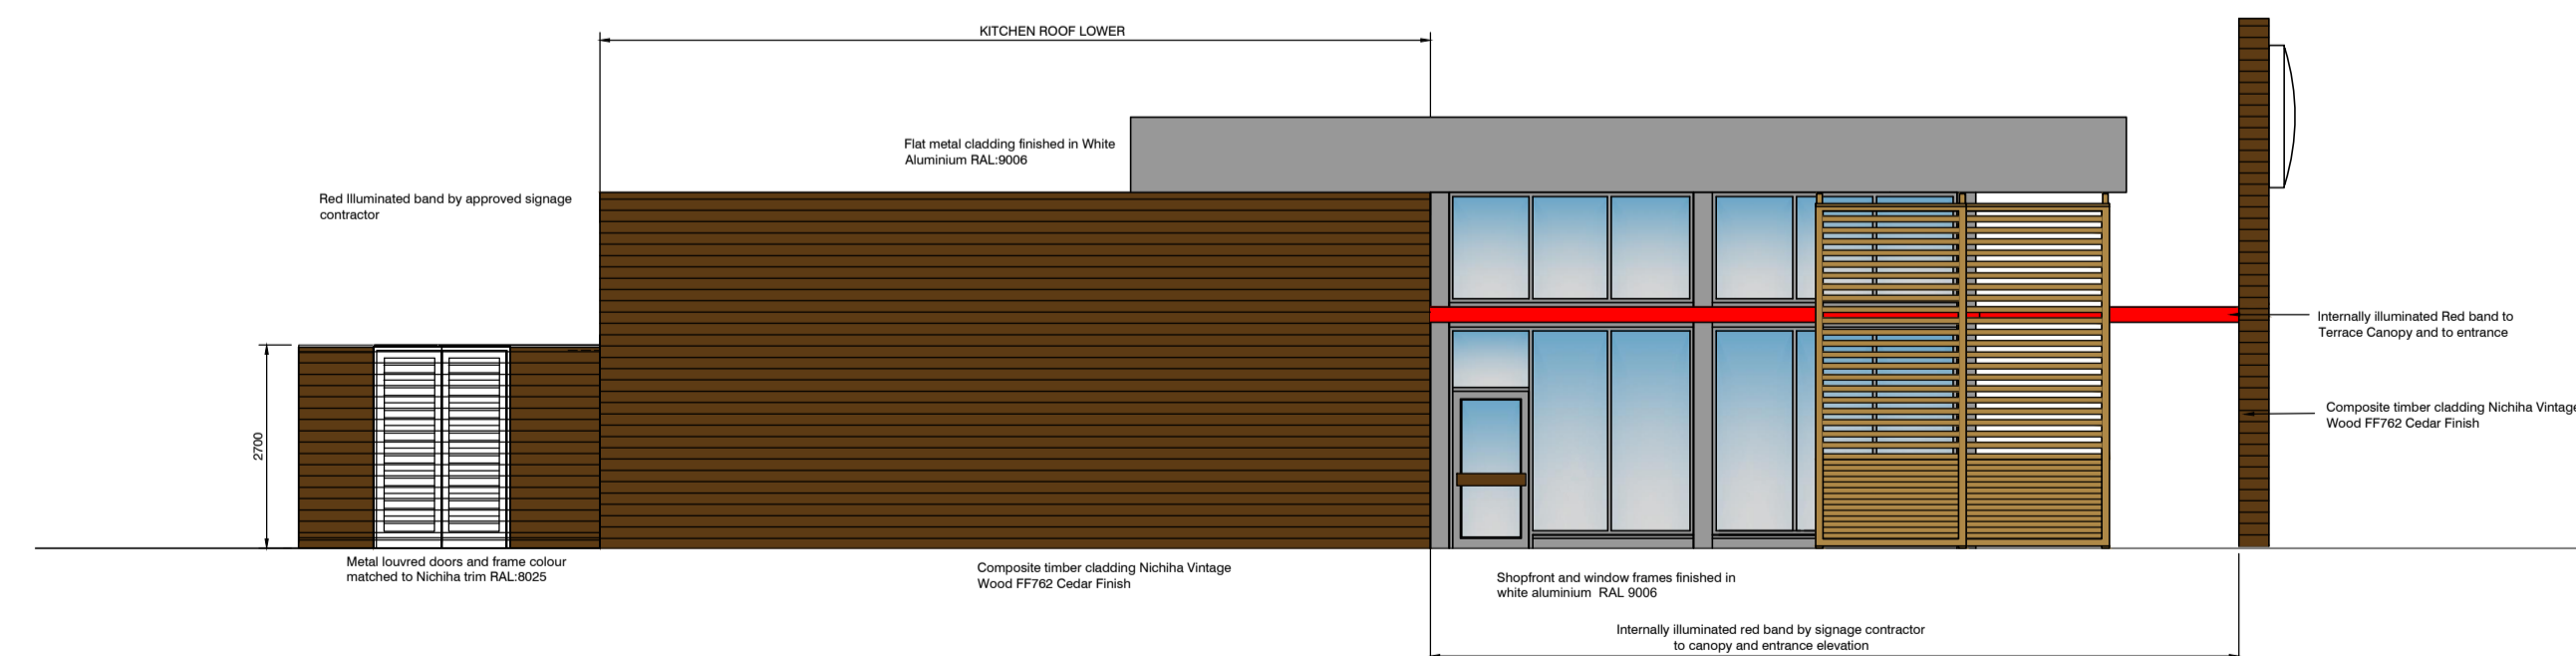 KITCHEN ROOF LOWER
Flat metal cladding finished in White
Aluminium RAL:9006
Red Illuminated band by approved signage
contractor
Internally illuminated Red band to
Terrace Canopy and to entrance
Composite timber cladding Nichiha Vintage
Wood FF762 Cedar Finish
2700
Metal louvred doors and frame colour
matched to Nichiha trim RAL:8025
Composite timber cladding Nichiha Vintage
Wood FF762 Cedar Finish
Shopfront and window frames finished in
white aluminium RAL 9006
Internally illuminated red band by signage contractor
to canopy and entrance elevation